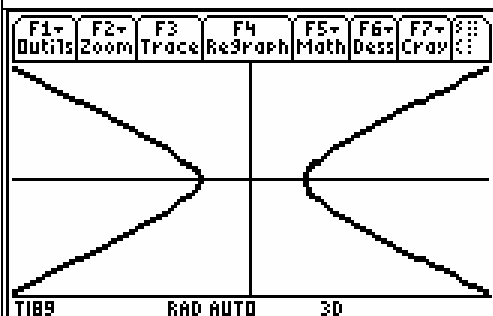 F1 F2 F3 F4 F5 F6 F7
Outils Zoom Trace ReGraph Math Dess Cray
TI89 RAD AUTO 3D